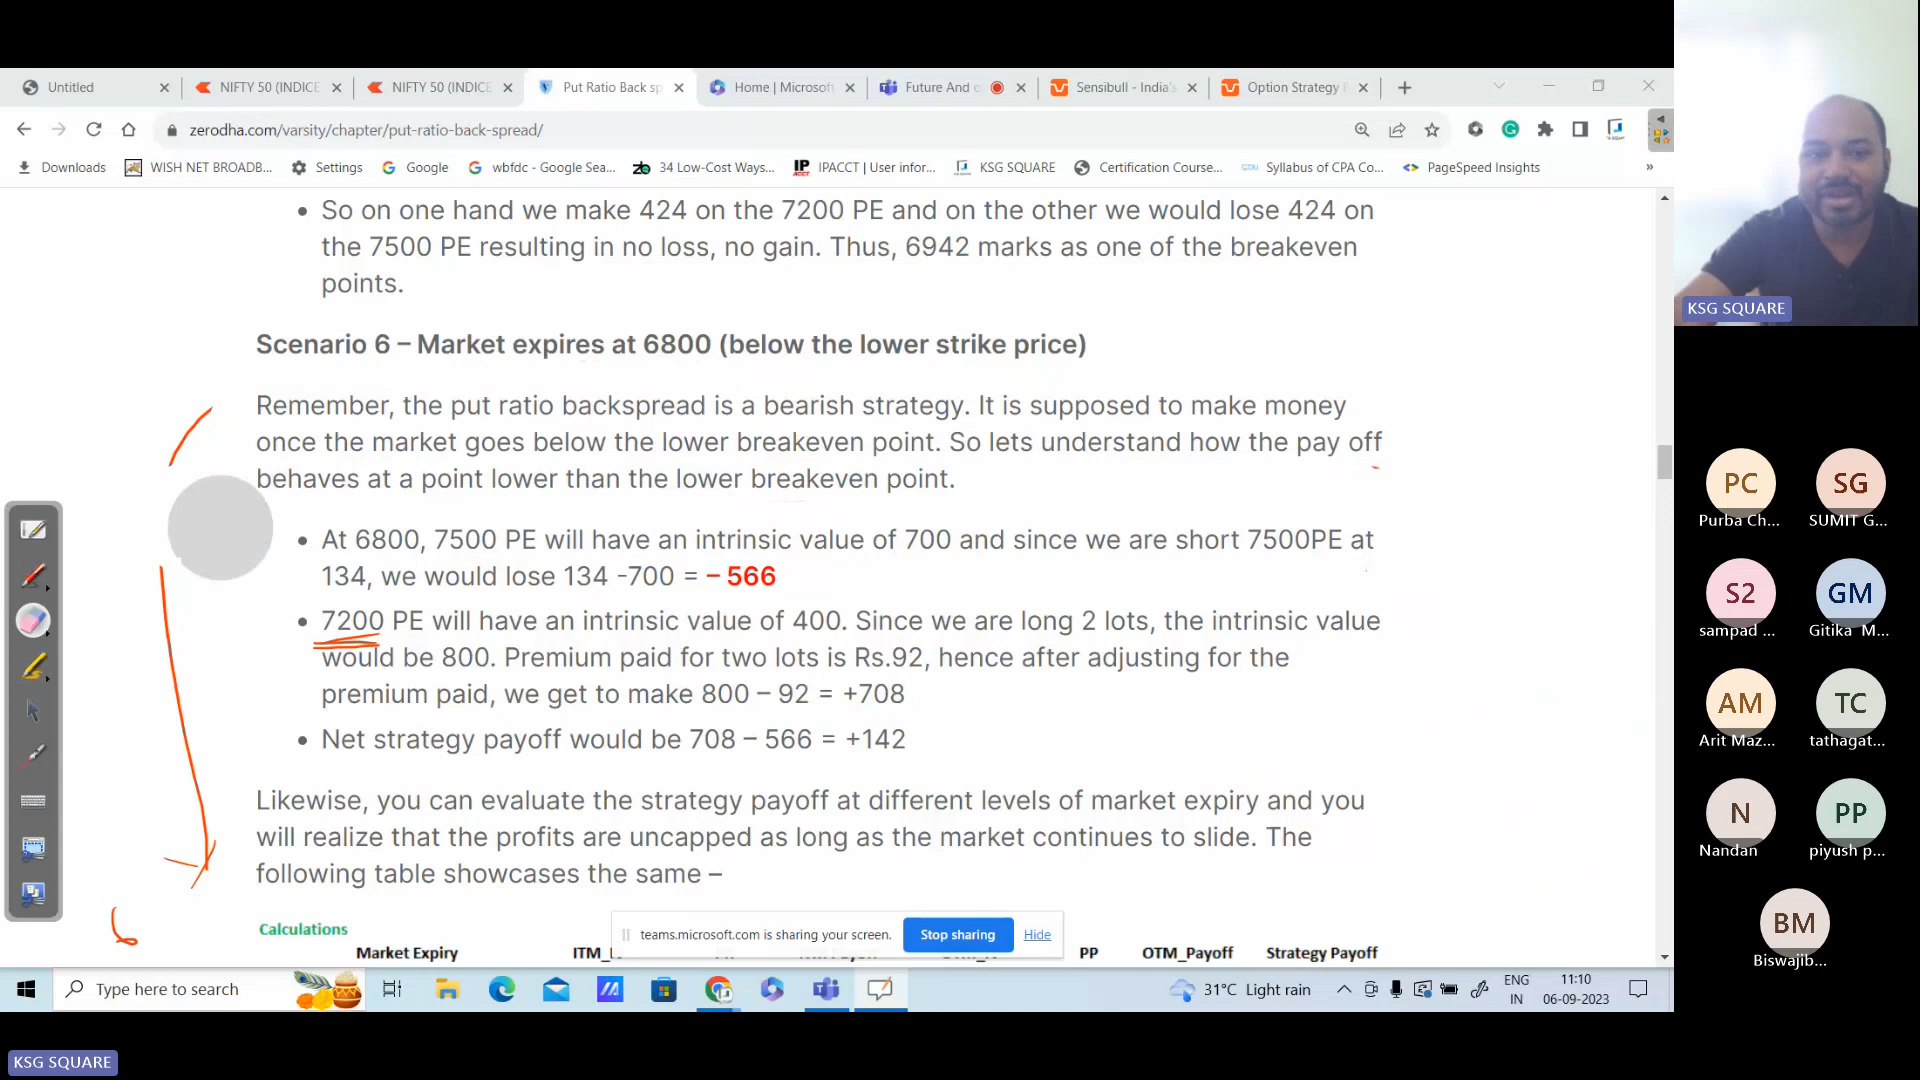 Untitled
NIFTY 50 (INDICE
NIFTY 50 (INDICE
Put Ratio Back sp
Home | Microsoft
Future And o
Sensibull - India's
Option Strategy
zerodha.com/varsity/chapter/put-ratio-back-spread/
Downloads
WISH NET BROADB...
Settings
Google
wbfdc - Google Sea...
34 Low-Cost Ways...
IPACCT | User infor...
KSG SQUARE
Certification Course...
Syllabus of CPA Co...
PageSpeed Insights
»
• So on one hand we make 424 on the 7200 PE and on the other we would lose 424 on
the 7500 PE resulting in no loss, no gain. Thus, 6942 marks as one of the breakeven
points.
Scenario 6 – Market expires at 6800 (below the lower strike price)
Remember, the put ratio backspread is a bearish strategy. It is supposed to make money
once the market goes below the lower breakeven point. So lets understand how the pay off
behaves at a point lower than the lower breakeven point.
• At 6800, 7500 PE will have an intrinsic value of 700 and since we are short 7500PE at
134, we would lose 134 -700 = – 566
• 7200 PE will have an intrinsic value of 400. Since we are long 2 lots, the intrinsic value
would be 800. Premium paid for two lots is Rs.92, hence after adjusting for the
premium paid, we get to make 800 – 92 = +708
• Net strategy payoff would be 708 – 566 = +142
Likewise, you can evaluate the strategy payoff at different levels of market expiry and you
will realize that the profits are uncapped as long as the market continues to slide. The
following table showcases the same –
Calculations
Market Expiry
PP
OTM_Payoff
Strategy Payoff
teams.microsoft.com is sharing your screen.
Stop sharing
Hide
Type here to search
31°C Light rain
ENG
IN
11:10
06-09-2023
KSG SQUARE
KSG SQUARE
PC
Purba Ch...
SG
SUMIT G...
S2
sampad ...
GM
Gitika M...
AM
Arit Maz...
TC
tathagat...
N
Nandan
PP
piyush p...
BM
Biswajib...